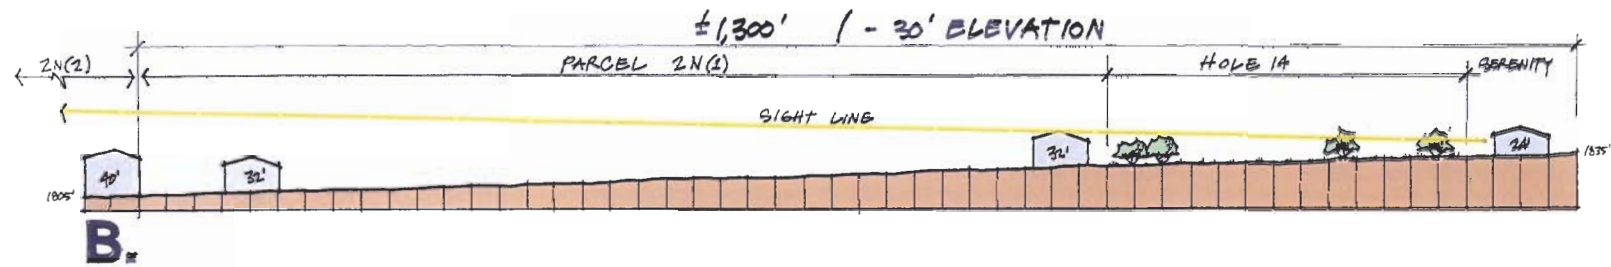 ±1,300' / - 30' ELEVATION
2N(2)
PARCEL 2N(1)
HOLE 14
SERENITY
SIGHT LINE
40'
32'
32'
24'
1835'
1805'
B.